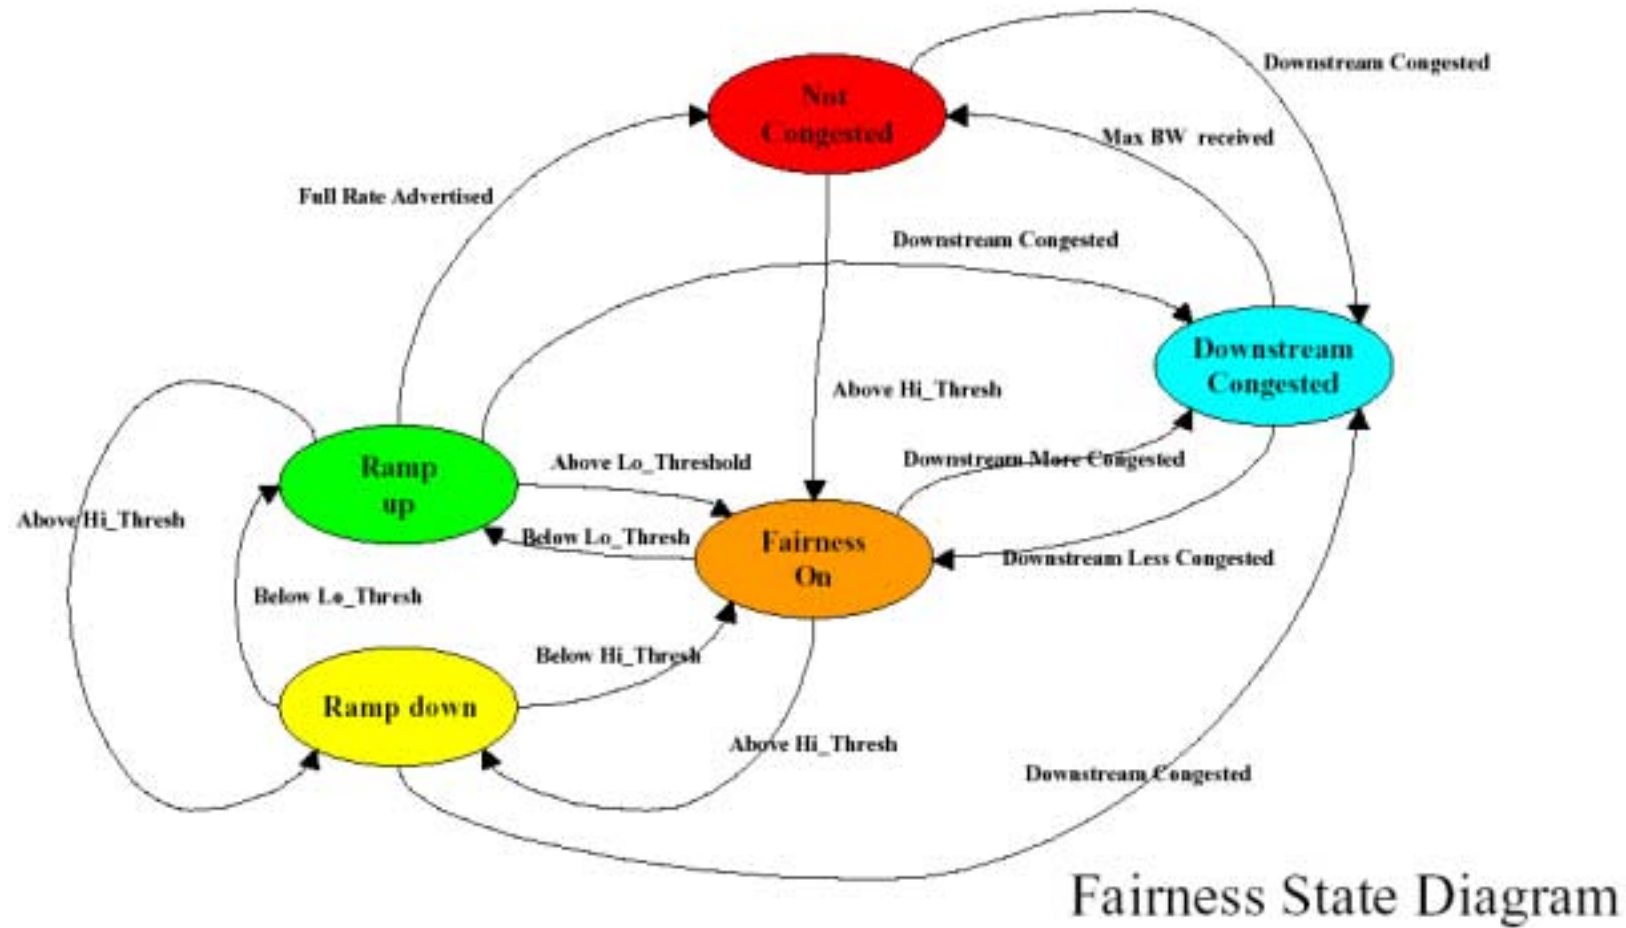 Downstream Congested
Not
Congested
Max BW received
Full Rate Advertised
Downstream Congested
Downstream
Congested
Above Hi_Thresh
Ramp
up
Above Lo_Threshold
Downstream More Congested
Above Hi_Thresh
Below Lo_Thresh
Fairness
On
Downstream Less Congested
Below Lo_Thresh
Below Hi_Thresh
Ramp down
Above Hi_Thresh
Downstream Congested
Fairness State Diagram